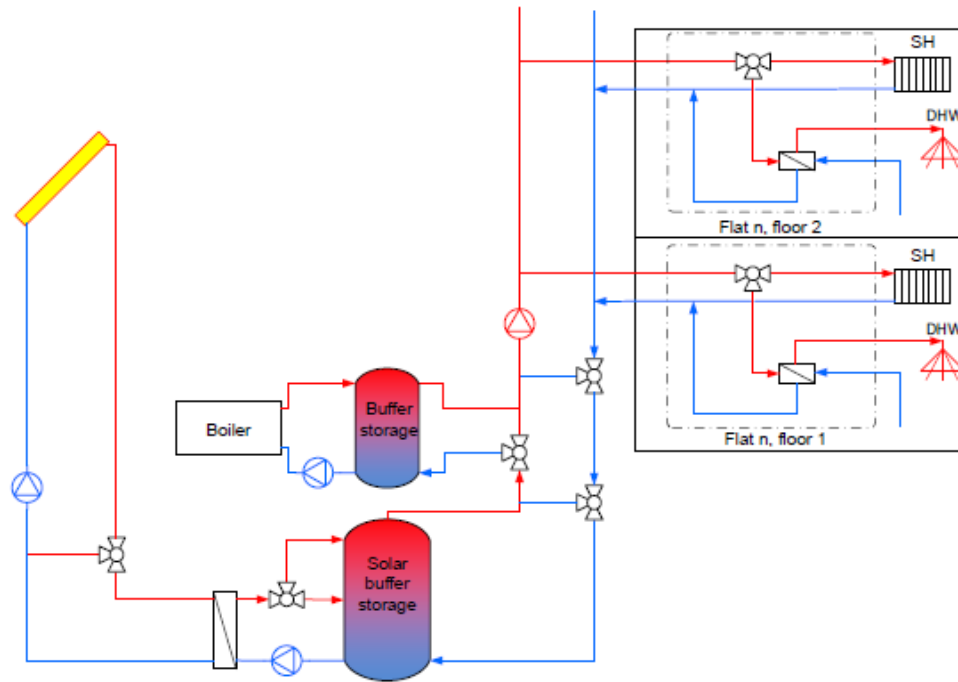 SH
DHW
Flat n, floor 2
SH
DHW
Flat n, floor 1
Boiler
Buffer
storage
Solar
buffer
storage